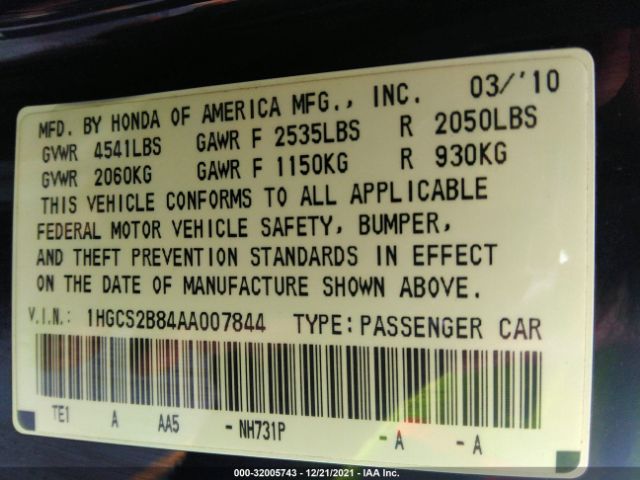 03/'10
MFD. BY HONDA OF AMERICA MFG., INC.
GVWR 4541LBS GAWR F 2535LBS R 2050LBS
GVWR 2060KG GAWR F 1150KG R 930KG
THIS VEHICLE CONFORMS TO ALL APPLICABLE
FEDERAL MOTOR VEHICLE SAFETY, BUMPER,
AND THEFT PREVENTION STANDARDS IN EFFECT
ON THE DATE OF MANUFACTURE SHOWN ABOVE.
V.I.N.: 1HGCS2B84AA007844 TYPE: PASSENGER CAR
TE1 A AA5 -NH731P -A -A
000-32005743 - 12/21/2021 - IAA Inc.